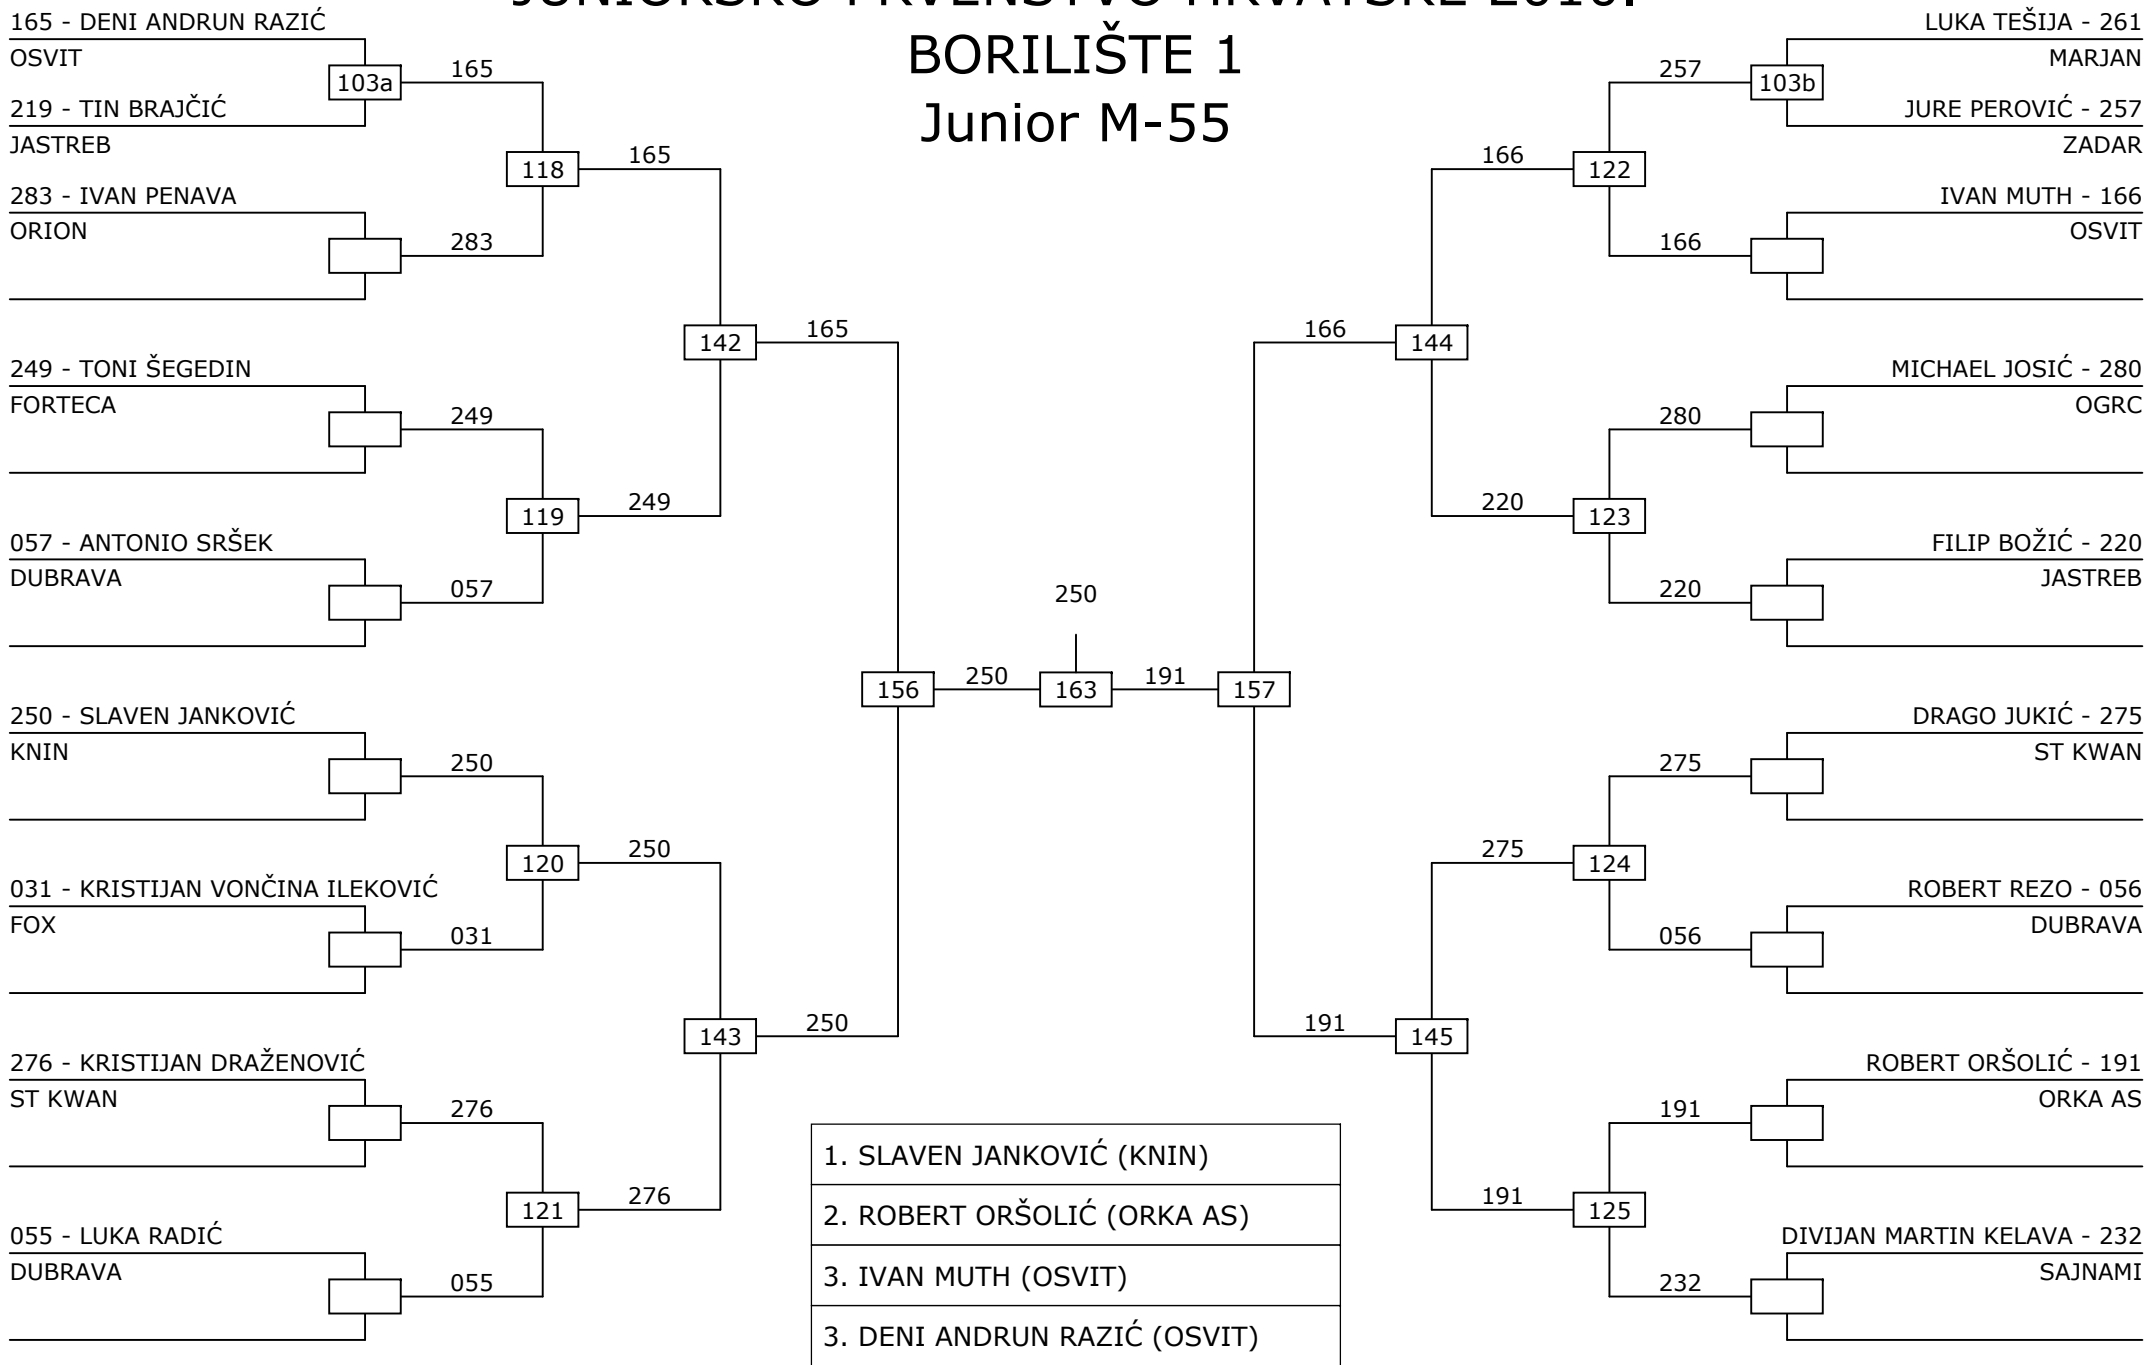 JUNIORSKO PRVENSTVO HRVATSKE
BORILIŠTE 1
Junior M-55
165 - DENI ANDRUN RAZIĆ
OSVIT
103a
165
219 - TIN BRAJČIĆ
JASTREB
118
165
283 - IVAN PENAVA
ORION
283
142
165
249 - TONI ŠEGEDIN
FORTECA
249
119
249
057 - ANTONIO SRŠEK
DUBRAVA
057
250 - SLAVEN JANKOVIĆ
KNIN
250
120
250
031 - KRISTIJAN VONČINA ILEKOVIĆ
FOX
031
143
250
276 - KRISTIJAN DRAŽENOVIĆ
ST KWAN
276
121
276
055 - LUKA RADIĆ
DUBRAVA
055
156
250
250
163
191
157
LUKA TEŠIJA - 261
MARJAN
257
103b
JURE PEROVIĆ - 257
ZADAR
166
122
IVAN MUTH - 166
OSVIT
166
166
144
MICHAEL JOSIĆ - 280
OGRC
280
220
123
FILIP BOŽIĆ - 220
JASTREB
220
DRAGO JUKIĆ - 275
ST KWAN
275
275
124
ROBERT REZO - 056
DUBRAVA
056
191
145
ROBERT ORŠOLIĆ - 191
ORKA AS
191
191
125
DIVIJAN MARTIN KELAVA - 232
SAJNAMI
232
1. SLAVEN JANKOVIĆ (KNIN)
2. ROBERT ORŠOLIĆ (ORKA AS)
3. IVAN MUTH (OSVIT)
3. DENI ANDRUN RAZIĆ (OSVIT)